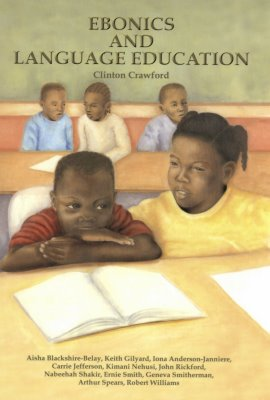 EBONICS
AND
LANGUAGE EDUCATION
Clinton Crawford
Aisha Blackshire-Belay, Keith Gilyard, Iona Anderson-Janniere,
Carrie Jefferson, Kimani Nehusi, John Rickford,
Nabeehah Shakir, Ernie Smith, Geneva Smitherman,
Arthur Spears, Robert Williams